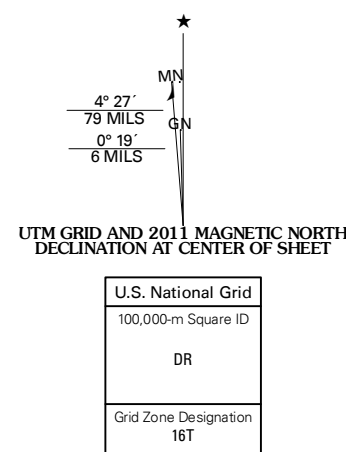 ★
MN
4° 27´
79 MILS
GN
0° 19´
6 MILS
UTM GRID AND 2011 MAGNETIC NORTH
DECLINATION AT CENTER OF SHEET
U.S. National Grid
100,000-m Square ID
DR
Grid Zone Designation
16T